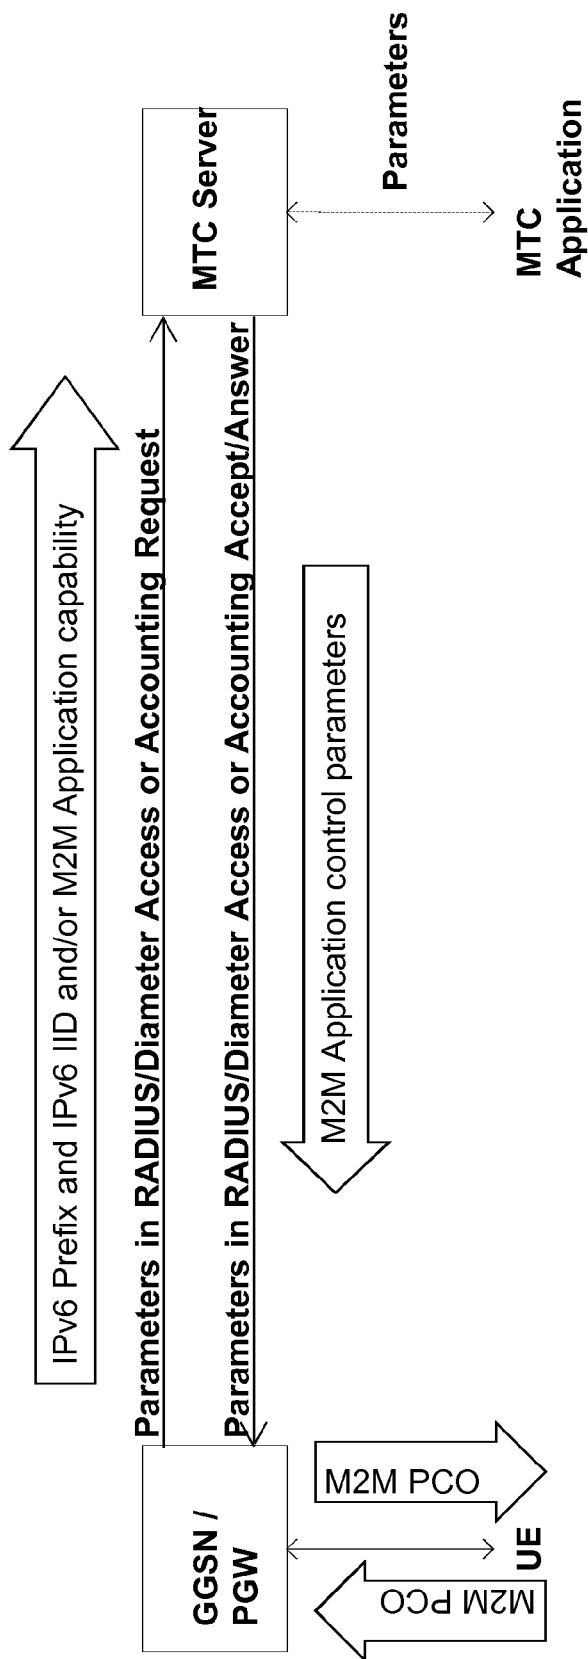 IPv6 Prefix and IPv6 IID and/or M2M Application capability
Parameters in RADIUS/Diameter Access or Accounting Request
GGSN /
PGW
MTC Server
Parameters in RADIUS/Diameter Access or Accounting Accept/Answer
M2M Application control parameters
M2M PCO
M2M PCO
UE
Parameters
MTC
Application